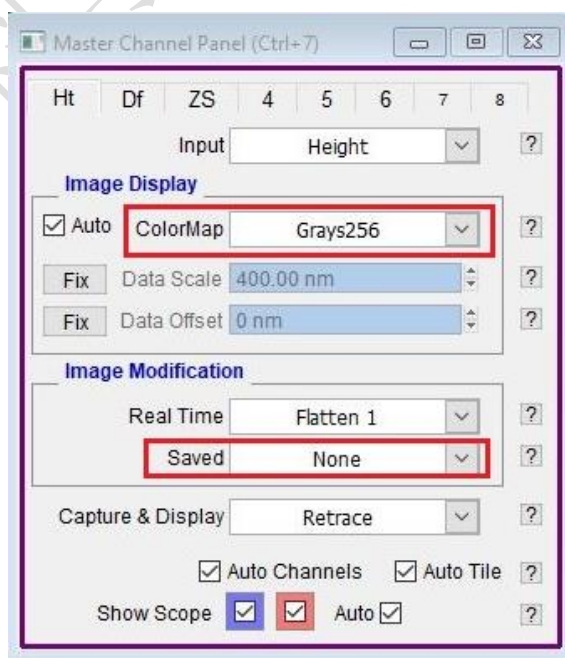 Master Channel Panel (Ctrl+7)
Ht Df ZS 4 5 6 7 8
Input Height ?
Image Display
Auto ColorMap Grays256 ?
Fix Data Scale 400.00 nm ?
Fix Data Offset 0 nm ?
Image Modification
Real Time Flatten 1 ?
Saved None ?
Capture & Display Retrace ?
Auto Channels Auto Tile ?
Show Scope Auto ?